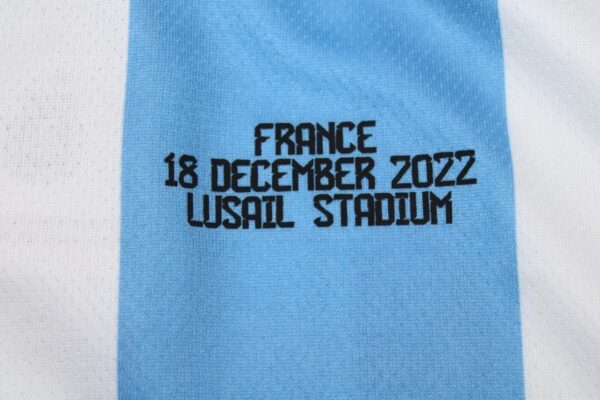 FRANCE
18 DECEMBER 2022
LUSAIL STADIUM